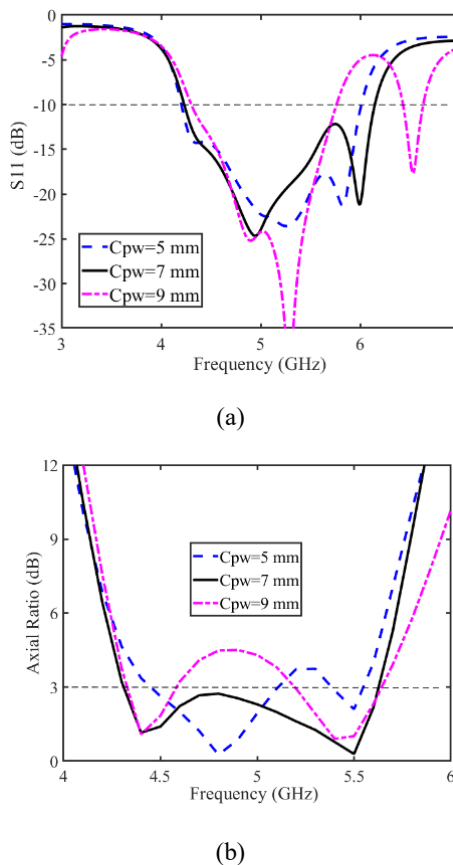 0
-5
-10
-15
-20
-25
-30
-35
S11 (dB)
Cpw=5 mm
Cpw=7 mm
Cpw=9 mm
3 4 5 6
Frequency (GHz)
(a)
12
9
6
3
0
Axial Ratio (dB)
Cpw=5 mm
Cpw=7 mm
Cpw=9 mm
4 4.5 5 5.5 6
Frequency (GHz)
(b)